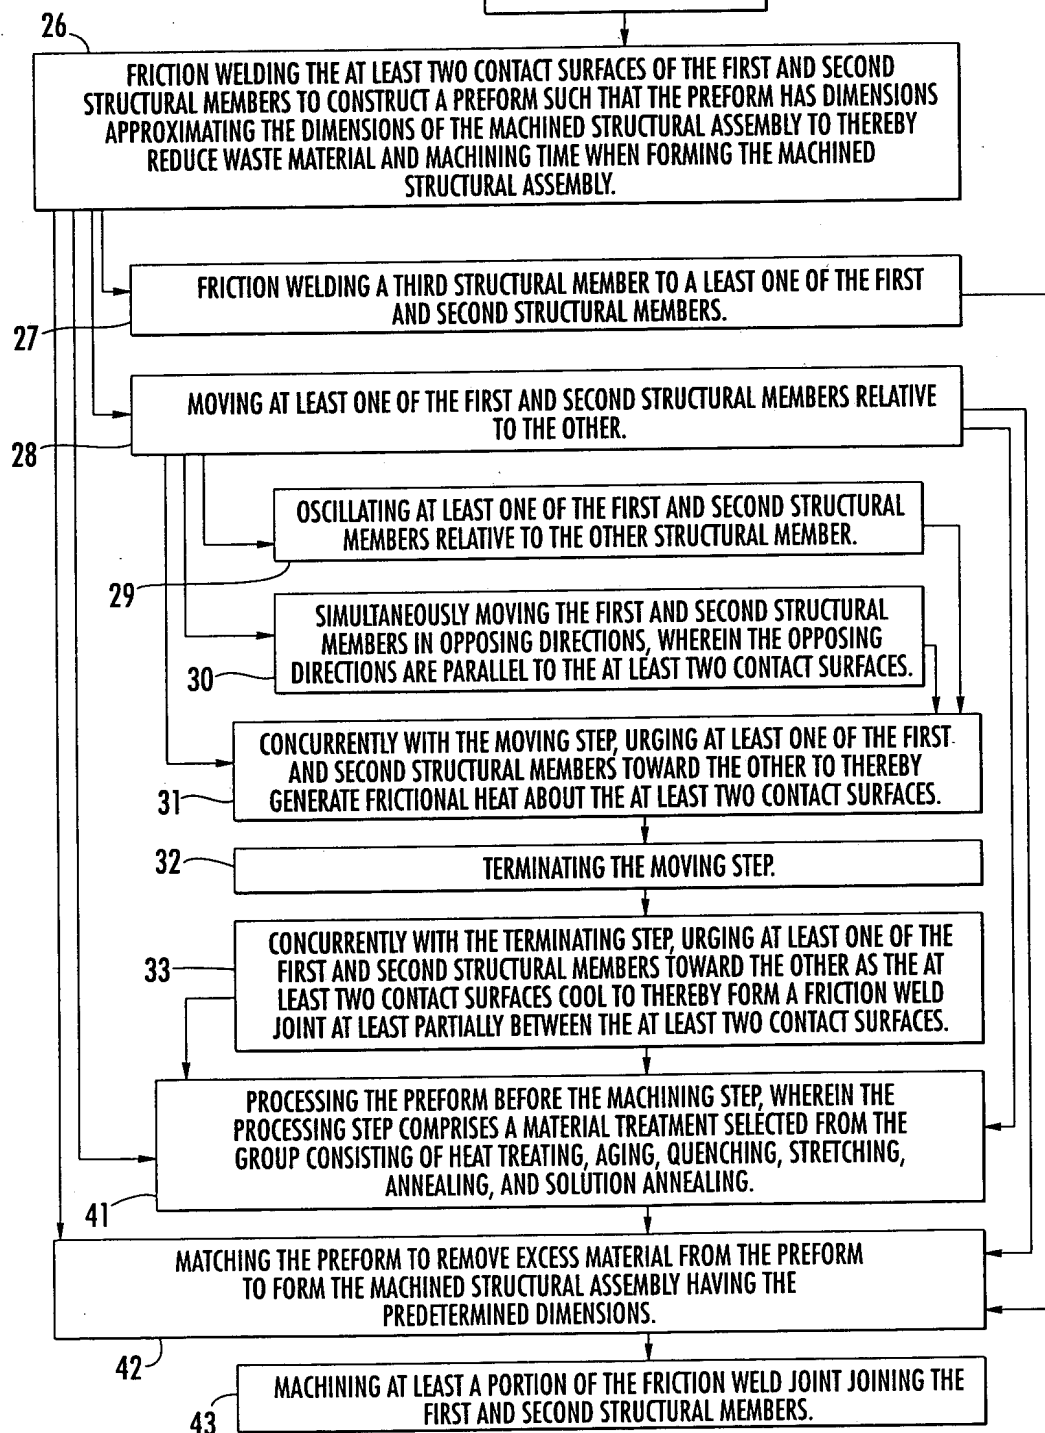 26
FRICTION WELDING THE AT LEAST TWO CONTACT SURFACES OF THE FIRST AND SECOND
STRUCTURAL MEMBERS TO CONSTRUCT A PREFORM SUCH THAT THE PREFORM HAS DIMENSIONS
APPROXIMATING THE DIMENSIONS OF THE MACHINED STRUCTURAL ASSEMBLY TO THEREBY
REDUCE WASTE MATERIAL AND MACHINING TIME WHEN FORMING THE MACHINED
STRUCTURAL ASSEMBLY.
FRICTION WELDING A THIRD STRUCTURAL MEMBER TO A LEAST ONE OF THE FIRST
AND SECOND STRUCTURAL MEMBERS.
27
MOVING AT LEAST ONE OF THE FIRST AND SECOND STRUCTURAL MEMBERS RELATIVE
TO THE OTHER.
28
OSCILLATING AT LEAST ONE OF THE FIRST AND SECOND STRUCTURAL
MEMBERS RELATIVE TO THE OTHER STRUCTURAL MEMBER.
29
SIMULTANEOUSLY MOVING THE FIRST AND SECOND STRUCTURAL
MEMBERS IN OPPOSING DIRECTIONS, WHEREIN THE OPPOSING
DIRECTIONS ARE PARALLEL TO THE AT LEAST TWO CONTACT SURFACES.
30
CONCURRENTLY WITH THE MOVING STEP, URGING AT LEAST ONE OF THE FIRST
AND SECOND STRUCTURAL MEMBERS TOWARD THE OTHER TO THEREBY
GENERATE FRICTIONAL HEAT ABOUT THE AT LEAST TWO CONTACT SURFACES.
31
32
TERMINATING THE MOVING STEP.
CONCURRENTLY WITH THE TERMINATING STEP, URGING AT LEAST ONE OF THE
FIRST AND SECOND STRUCTURAL MEMBERS TOWARD THE OTHER AS THE AT
33
LEAST TWO CONTACT SURFACES COOL TO THEREBY FORM A FRICTION WELD
JOINT AT LEAST PARTIALLY BETWEEN THE AT LEAST TWO CONTACT SURFACES.
PROCESSING THE PREFORM BEFORE THE MACHINING STEP, WHEREIN THE
PROCESSING STEP COMPRISES A MATERIAL TREATMENT SELECTED FROM THE
GROUP CONSISTING OF HEAT TREATING, AGING, QUENCHING, STRETCHING,
ANNEALING, AND SOLUTION ANNEALING.
41
MATCHING THE PREFORM TO REMOVE EXCESS MATERIAL FROM THE PREFORM
TO FORM THE MACHINED STRUCTURAL ASSEMBLY HAVING THE
PREDETERMINED DIMENSIONS.
42
MACHINING AT LEAST A PORTION OF THE FRICTION WELD JOINT JOINING THE
FIRST AND SECOND STRUCTURAL MEMBERS.
43